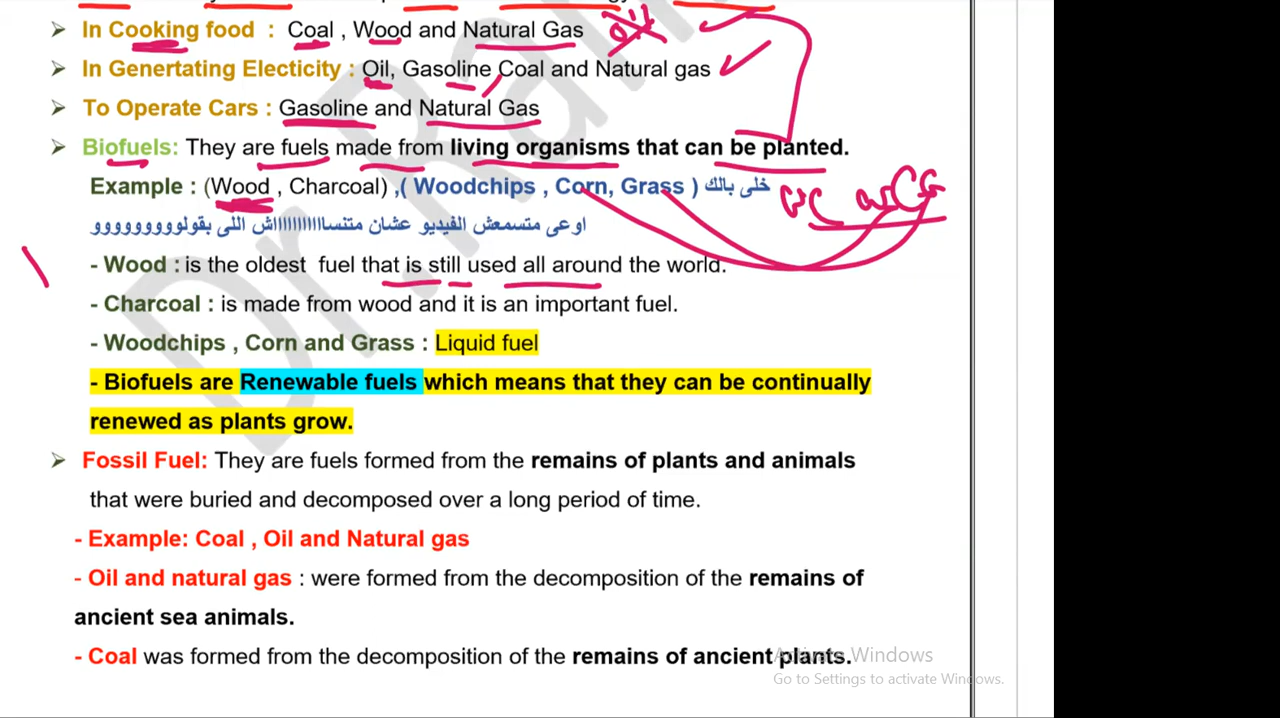 ➢ In Cooking food : Coal , Wood and Natural Gas oil
➢ In Genertating Electicity : Oil, Gasoline Coal and Natural gas
➢ To Operate Cars : Gasoline and Natural Gas
➢ Biofuels: They are fuels made from living organisms that can be planted.
Example : (Wood , Charcoal) ,( Woodchips , Corn, Grass ) خلى بالك
اوعى متسمعش الفيديو عشان متنساااااااااااش اللى بقولوووووووووو
- Wood : is the oldest fuel that is still used all around the world.
- Charcoal : is made from wood and it is an important fuel.
- Woodchips , Corn and Grass : Liquid fuel
- Biofuels are Renewable fuels which means that they can be continually
renewed as plants grow.
➢ Fossil Fuel: They are fuels formed from the remains of plants and animals
that were buried and decomposed over a long period of time.
- Example: Coal , Oil and Natural gas
- Oil and natural gas : were formed from the decomposition of the remains of
ancient sea animals.
- Coal was formed from the decomposition of the remains of ancient plants.
Activate Windows
Go to Settings to activate Windows.